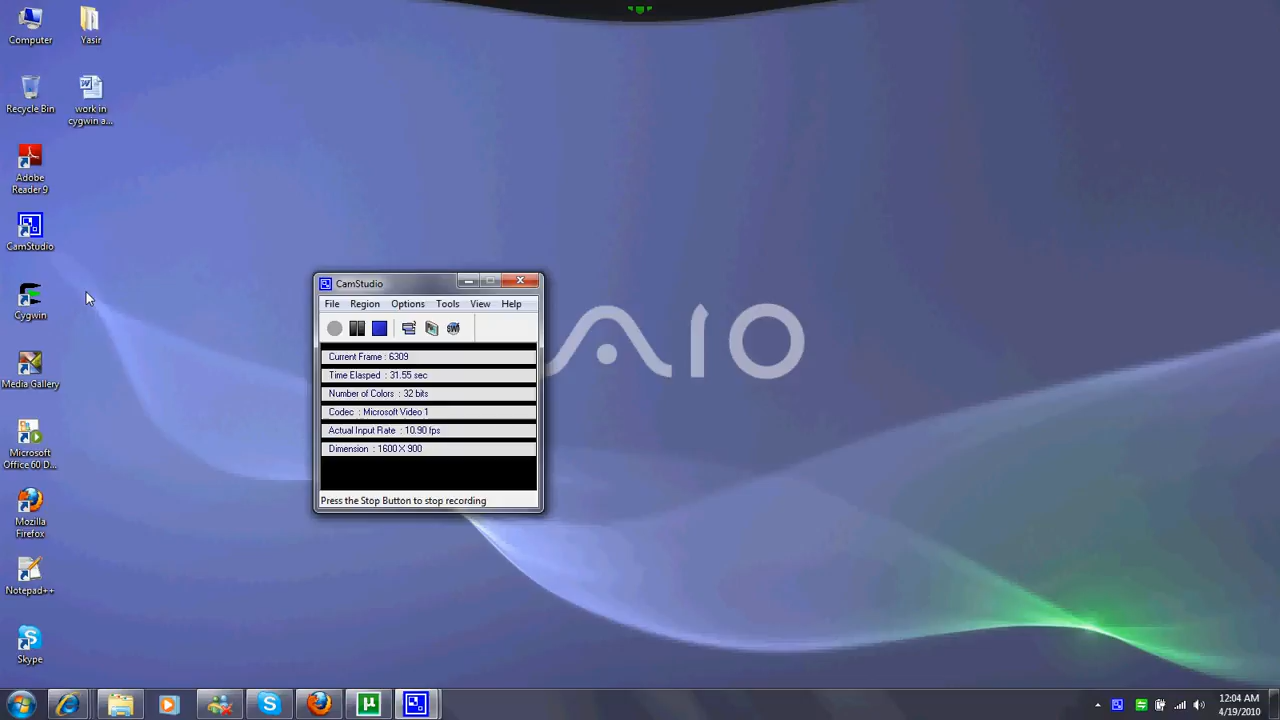 Computer
Yasir
Recycle Bin
work in
cygwin a...
Adobe
Reader 9
CamStudio
Cygwin
Media Gallery
Microsoft
Office 60 D...
Mozilla
Firefox
Notepad++
Skype
CamStudio
File Region Options Tools View Help
Current Frame : 6309
Time Elasped : 31.55 sec
Number of Colors : 32 bits
Codec : Microsoft Video 1
Actual Input Rate : 10.90 fps
Dimension : 1600 X 900
Press the Stop Button to stop recording
12:04 AM
4/19/2010